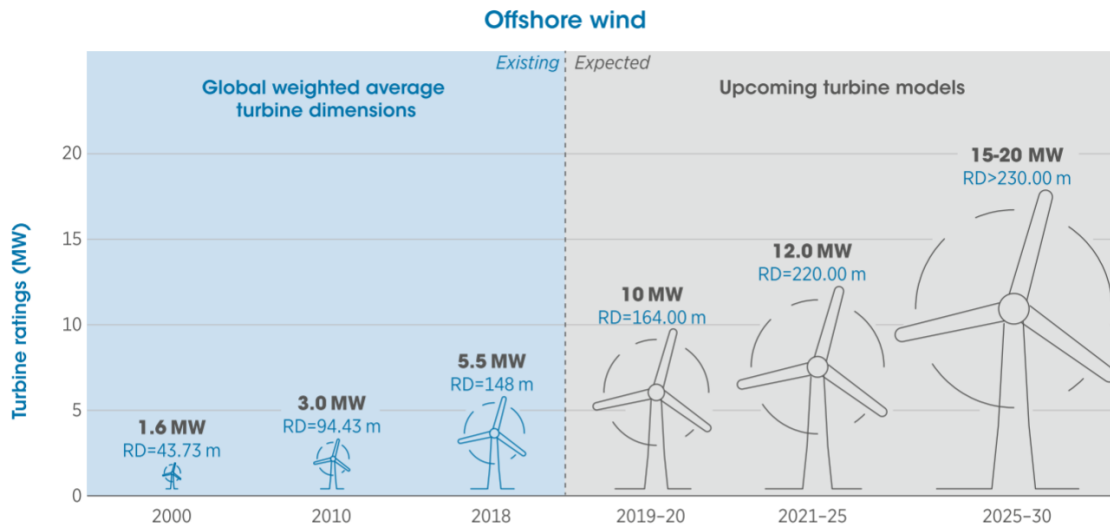 Offshore wind
Existing
Expected
Global weighted average
turbine dimensions
Upcoming turbine models
Turbine ratings (MW)
20
15
10
5
0
1.6 MW
RD=43.73 m
3.0 MW
RD=94.43 m
5.5 MW
RD=148 m
10 MW
RD=164.00 m
12.0 MW
RD=220.00 m
15-20 MW
RD>230.00 m
2000
2010
2018
2019–20
2021–25
2025–30